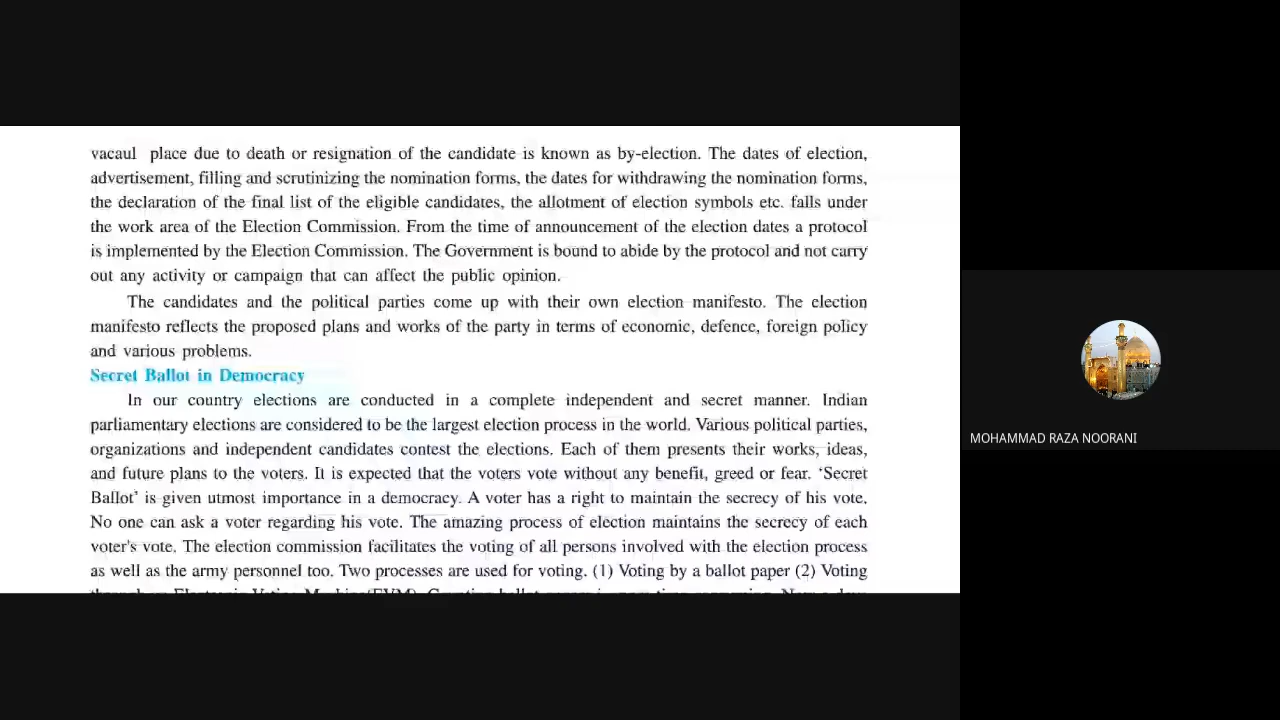 vacaul place due to death or resignation of the candidate is known as by-election. The dates of election,
advertisement, filling and scrutinizing the nomination forms, the dates for withdrawing the nomination forms,
the declaration of the final list of the eligible candidates, the allotment of election symbols etc. falls under
the work area of the Election Commission. From the time of announcement of the election dates a protocol
is implemented by the Election Commission. The Government is bound to abide by the protocol and not carry
out any activity or campaign that can affect the public opinion.
The candidates and the political parties come up with their own election manifesto. The election
manifesto reflects the proposed plans and works of the party in terms of economic, defence, foreign policy
and various problems.
Secret Ballot in Democracy
In our country elections are conducted in a complete independent and secret manner. Indian
parliamentary elections are considered to be the largest election process in the world. Various political parties,
organizations and independent candidates contest the elections. Each of them presents their works, ideas,
and future plans to the voters. It is expected that the voters vote without any benefit, greed or fear. 'Secret
Ballot' is given utmost importance in a democracy. A voter has a right to maintain the secrecy of his vote.
No one can ask a voter regarding his vote. The amazing process of election maintains the secrecy of each
voter's vote. The election commission facilitates the voting of all persons involved with the election process
as well as the army personnel too. Two processes are used for voting. (1) Voting by a ballot paper (2) Voting
MOHAMMAD RAZA NOORANI